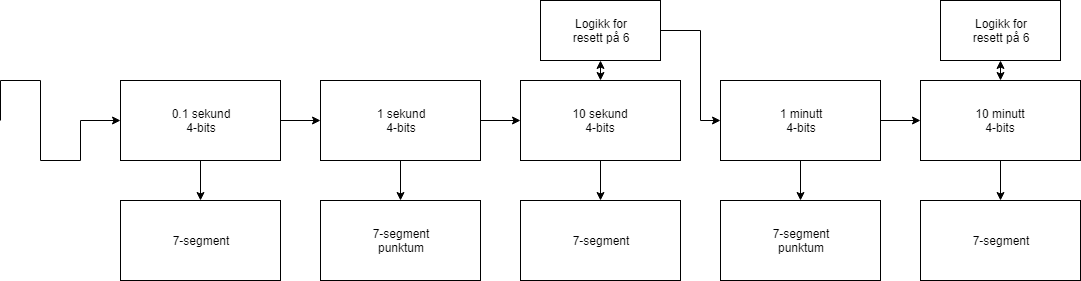 Logikk for
resett på 6
Logikk for
resett på 6
0.1 sekund
4-bits
1 sekund
4-bits
10 sekund
4-bits
1 minutt
4-bits
10 minutt
4-bits
7-segment
7-segment
punktum
7-segment
7-segment
punktum
7-segment